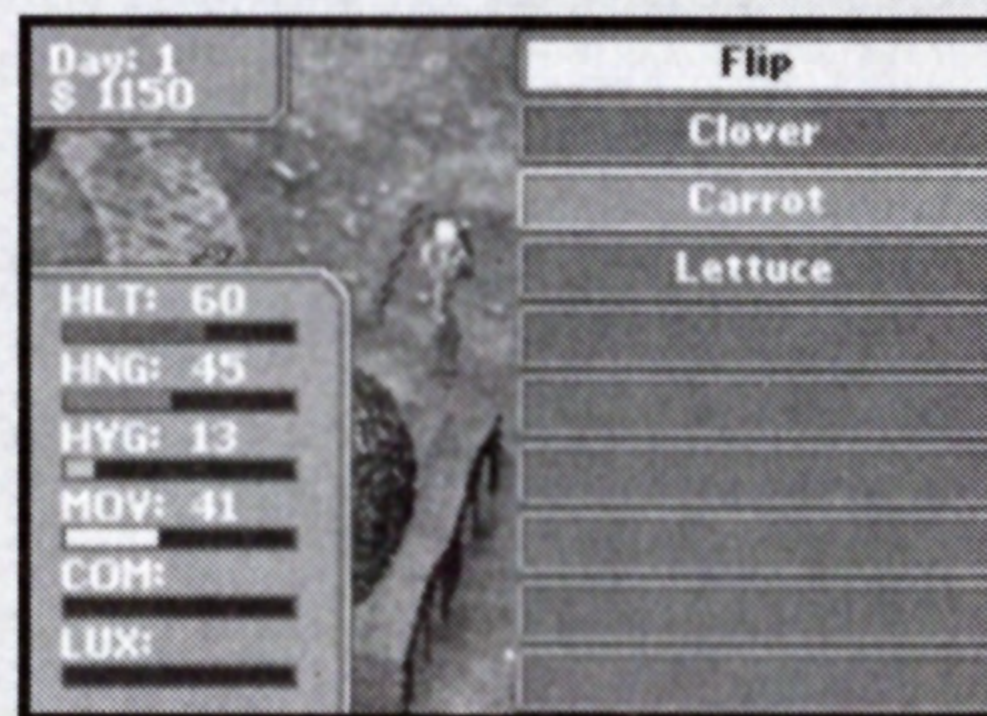 Day: 1
$ 1150
HLT: 60
HNG: 45
HYG: 13
MOV: 41
COM:
LUX:
Flip
Clover
Carrot
Lettuce